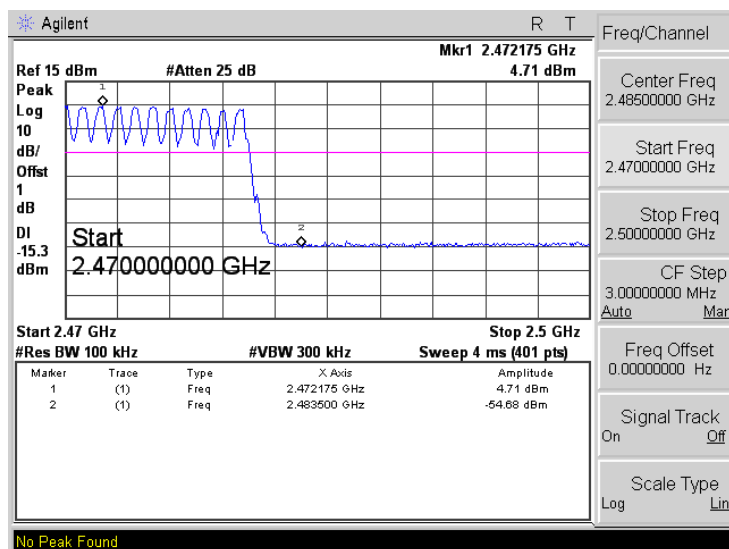 Agilent R T
Mkr1 2.472175 GHz
Ref 15 dBm #Atten 25 dB 4.71 dBm
Peak
Log
10
dB/
Offst
1
dB
DI
-15.3
dBm
1
2
Start
2.470000000 GHz
Start 2.47 GHz Stop 2.5 GHz
#Res BW 100 kHz #VBW 300 kHz Sweep 4 ms (401 pts)
Marker Trace Type X Axis Amplitude
1 (1) Freq 2.472175 GHz 4.71 dBm
2 (1) Freq 2.483500 GHz -54.68 dBm
No Peak Found
Freq/Channel
Center Freq
2.48500000 GHz
Start Freq
2.47000000 GHz
Stop Freq
2.50000000 GHz
CF Step
3.00000000 MHz
Auto Man
Freq Offset
0.00000000 Hz
Signal Track
On Off
Scale Type
Log Lin